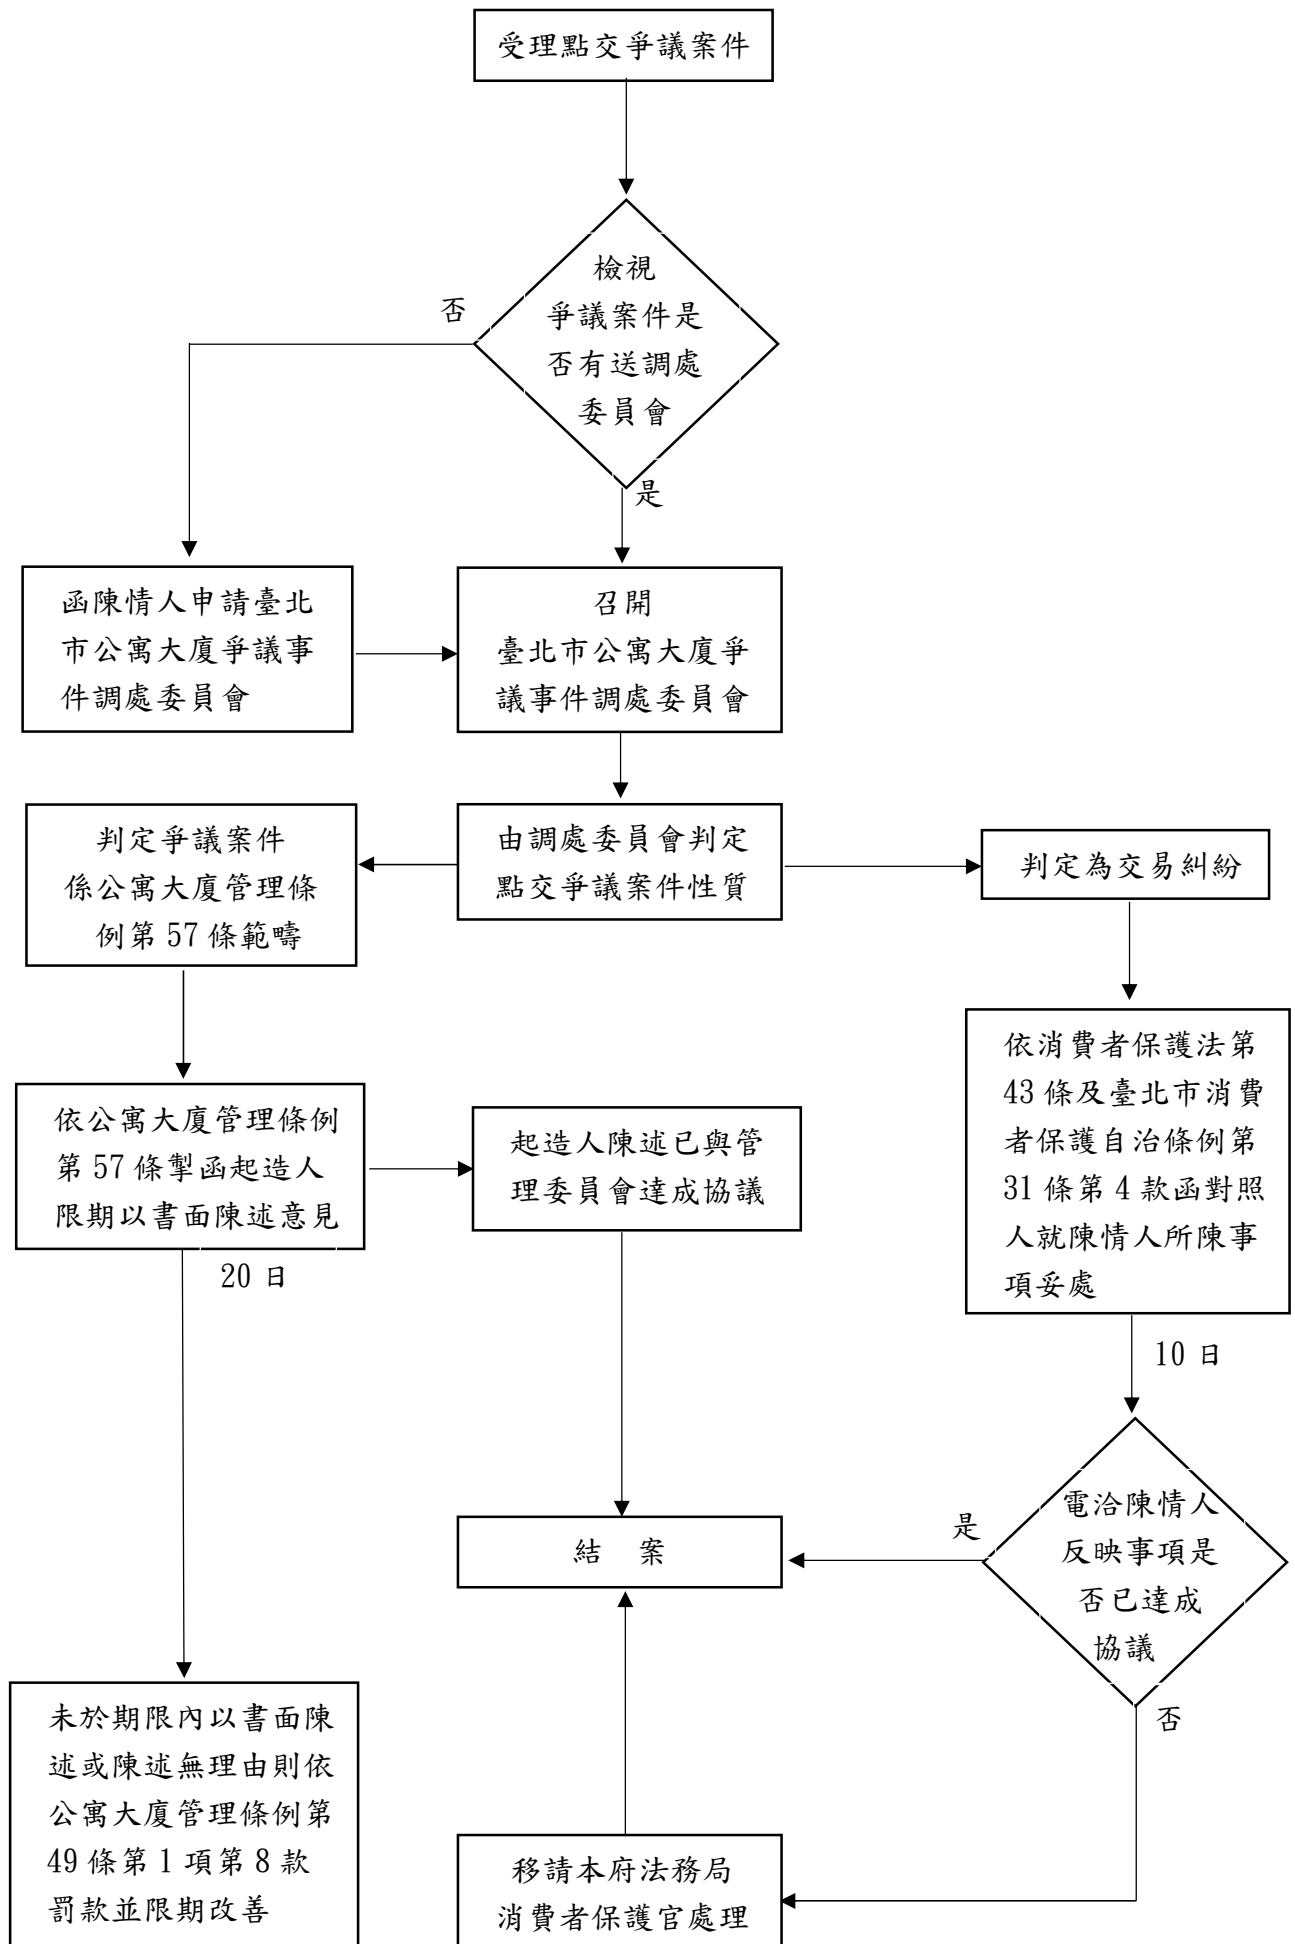 受理點交爭議案件
檢視
爭議案件是
否有送調處
委員會
否
是
函陳情人申請臺北
市公寓大廈爭議事
件調處委員會
召開
臺北市公寓大廈爭
議事件調處委員會
判定爭議案件
係公寓大廈管理條
例第 57 條範疇
由調處委員會判定
點交爭議案件性質
判定為交易糾紛
依公寓大廈管理條例
第 57 條掣函起造人
限期以書面陳述意見
20 日
起造人陳述已與管
理委員會達成協議
依消費者保護法第
43 條及臺北市消費
者保護自治條例第
31 條第 4 款函對照
人就陳情人所陳事
項妥處
10 日
電洽陳情人
反映事項是
否已達成
協議
是
否
結 案
未於期限內以書面陳
述或陳述無理由則依
公寓大廈管理條例第
49 條第 1 項第 8 款
罰款並限期改善
移請本府法務局
消費者保護官處理